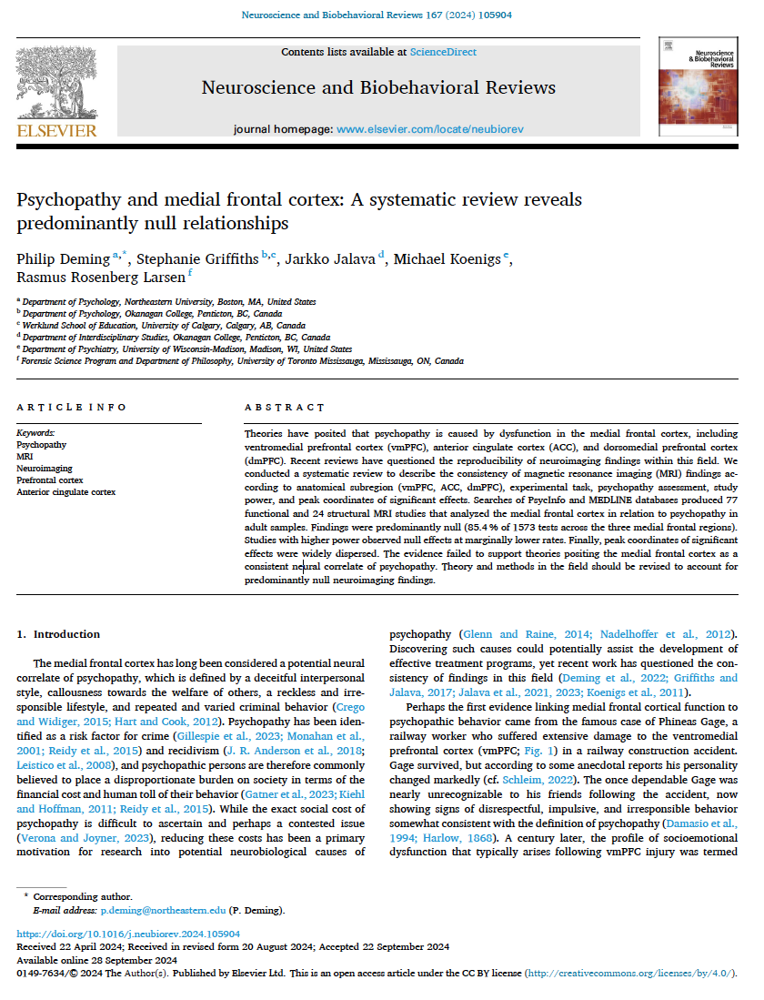 Neuroscience and Biobehavioral Reviews 167 (2024) 105904
Contents lists available at ScienceDirect
Neuroscience and Biobehavioral Reviews
journal homepage: www.elsevier.com/locate/neubiorev
ELSEVIER
Neuroscience
& Biobehavioral
Reviews
Psychopathy and medial frontal cortex: A systematic review reveals
predominantly null relationships
Philip Deming a,*, Stephanie Griffiths b,c, Jarkko Jalava d, Michael Koenigs e,
Rasmus Rosenberg Larsen f
a Department of Psychology, Northeastern University, Boston, MA, United States
b Department of Psychology, Okanagan College, Penticton, BC, Canada
c Werklund School of Education, University of Calgary, Calgary, AB, Canada
d Department of Interdisciplinary Studies, Okanagan College, Penticton, BC, Canada
e Department of Psychiatry, University of Wisconsin-Madison, Madison, WI, United States
f Forensic Science Program and Department of Philosophy, University of Toronto Mississauga, Mississauga, ON, Canada
ARTICLE INFO
Keywords:
Psychopathy
MRI
Neuroimaging
Prefrontal cortex
Anterior cingulate cortex
ABSTRACT
Theories have posited that psychopathy is caused by dysfunction in the medial frontal cortex, including
ventromedial prefrontal cortex (vmPFC), anterior cingulate cortex (ACC), and dorsomedial prefrontal cortex
(dmPFC). Recent reviews have questioned the reproducibility of neuroimaging findings within this field. We
conducted a systematic review to describe the consistency of magnetic resonance imaging (MRI) findings ac-
cording to anatomical subregion (vmPFC, ACC, dmPFC), experimental task, psychopathy assessment, study
power, and peak coordinates of significant effects. Searches of PsycInfo and MEDLINE databases produced 77
functional and 24 structural MRI studies that analyzed the medial frontal cortex in relation to psychopathy in
adult samples. Findings were predominantly null (85.4 % of 1573 tests across the three medial frontal regions).
Studies with higher power observed null effects at marginally lower rates. Finally, peak coordinates of significant
effects were widely dispersed. The evidence failed to support theories positing the medial frontal cortex as a
consistent neural correlate of psychopathy. Theory and methods in the field should be revised to account for
predominantly null neuroimaging findings.
1. Introduction
The medial frontal cortex has long been considered a potential neural
correlate of psychopathy, which is defined by a deceitful interpersonal
style, callousness towards the welfare of others, a reckless and irre-
sponsible lifestyle, and repeated and varied criminal behavior (Crego
and Widiger, 2015; Hart and Cook, 2012). Psychopathy has been iden-
tified as a risk factor for crime (Gillespie et al., 2023; Monahan et al.,
2001; Reidy et al., 2015) and recidivism (J. R. Anderson et al., 2018;
Leistico et al., 2008), and psychopathic persons are therefore commonly
believed to place a disproportionate burden on society in terms of the
financial cost and human toll of their behavior (Gatner et al., 2023; Kiehl
and Hoffman, 2011; Reidy et al., 2015). While the exact social cost of
psychopathy is difficult to ascertain and perhaps a contested issue
(Verona and Joyner, 2023), reducing these costs has been a primary
motivation for research into potential neurobiological causes of
psychopathy (Glenn and Raine, 2014; Nadelhoffer et al., 2012).
Discovering such causes could potentially assist the development of
effective treatment programs, yet recent work has questioned the con-
sistency of findings in this field (Deming et al., 2022; Griffiths and
Jalava, 2017; Jalava et al., 2021, 2023; Koenigs et al., 2011).
Perhaps the first evidence linking medial frontal cortical function to
psychopathic behavior came from the famous case of Phineas Gage, a
railway worker who suffered extensive damage to the ventromedial
prefrontal cortex (vmPFC; Fig. 1) in a railway construction accident.
Gage survived, but according to some anecdotal reports his personality
changed markedly (cf. Schleim, 2022). The once dependable Gage was
nearly unrecognizable to his friends following the accident, now
showing signs of disrespectful, impulsive, and irresponsible behavior
somewhat consistent with the definition of psychopathy (Damasio et al.,
1994; Harlow, 1868). A century later, the profile of socioemotional
dysfunction that typically arises following vmPFC injury was termed
* Corresponding author.
E-mail address: p.deming@northeastern.edu (P. Deming).
https://doi.org/10.1016/j.neubiorev.2024.105904
Received 22 April 2024; Received in revised form 20 August 2024; Accepted 22 September 2024
Available online 28 September 2024
0149-7634/© 2024 The Author(s). Published by Elsevier Ltd. This is an open access article under the CC BY license (http://creativecommons.org/licenses/by/4.0/).